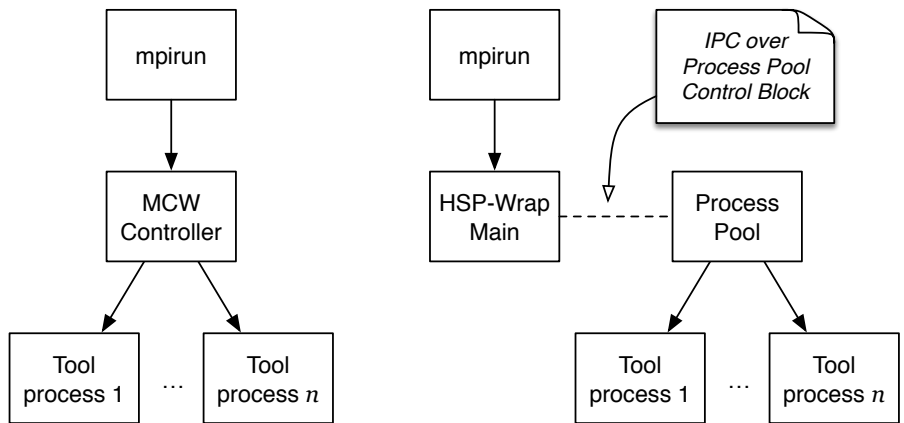 mpirun
MCW
Controller
Tool
process 1
...
Tool
process n
mpirun
IPC over
Process Pool
Control Block
HSP-Wrap
Main
Process
Pool
Tool
process 1
...
Tool
process n